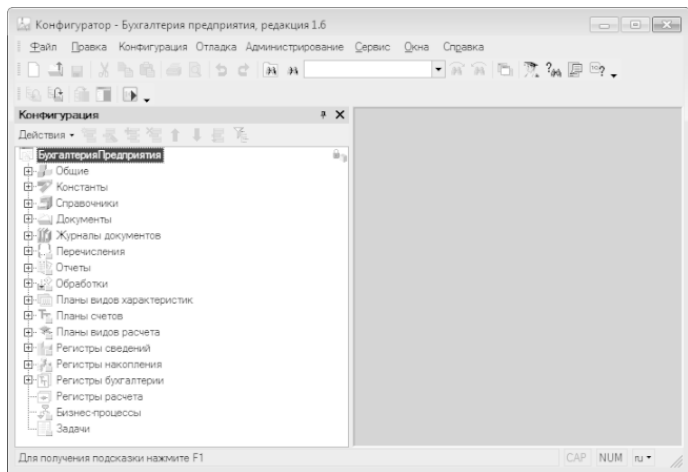 Конфигуратор - Бухгалтерия предприятия, редакция 1.6
Файл Правка Конфигурация Отладка Администрирование Сервис Окна Справка
Конфигурация
Действия
БухгалтерияПредприятия
Общие
Константы
Справочники
Документы
Журналы документов
Перечисления
Отчеты
Обработки
Планы видов характеристик
Планы счетов
Планы видов расчета
Регистры сведений
Регистры накопления
Регистры бухгалтерии
Регистры расчета
Бизнес-процессы
Задачи
Для получения подсказки нажмите F1 CAP NUM ru